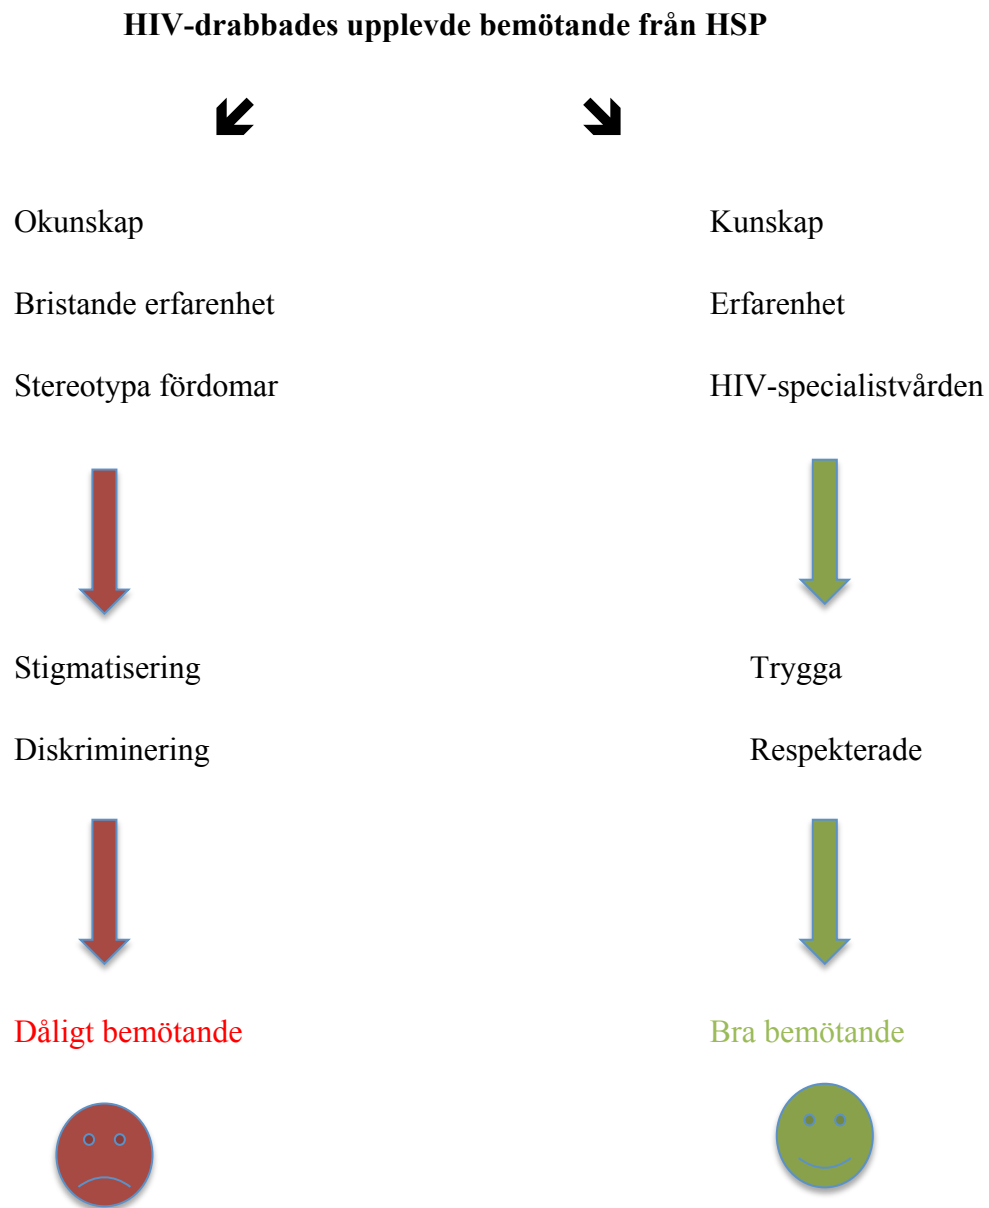 HIV-drabbades upplevde bemötande från HSP
Okunskap
Bristande erfarenhet
Stereotypa fördomar
Stigmatisering
Diskriminering
Dåligt bemötande
Kunskap
Erfarenhet
HIV-specialistvården
Trygga
Respekterade
Bra bemötande